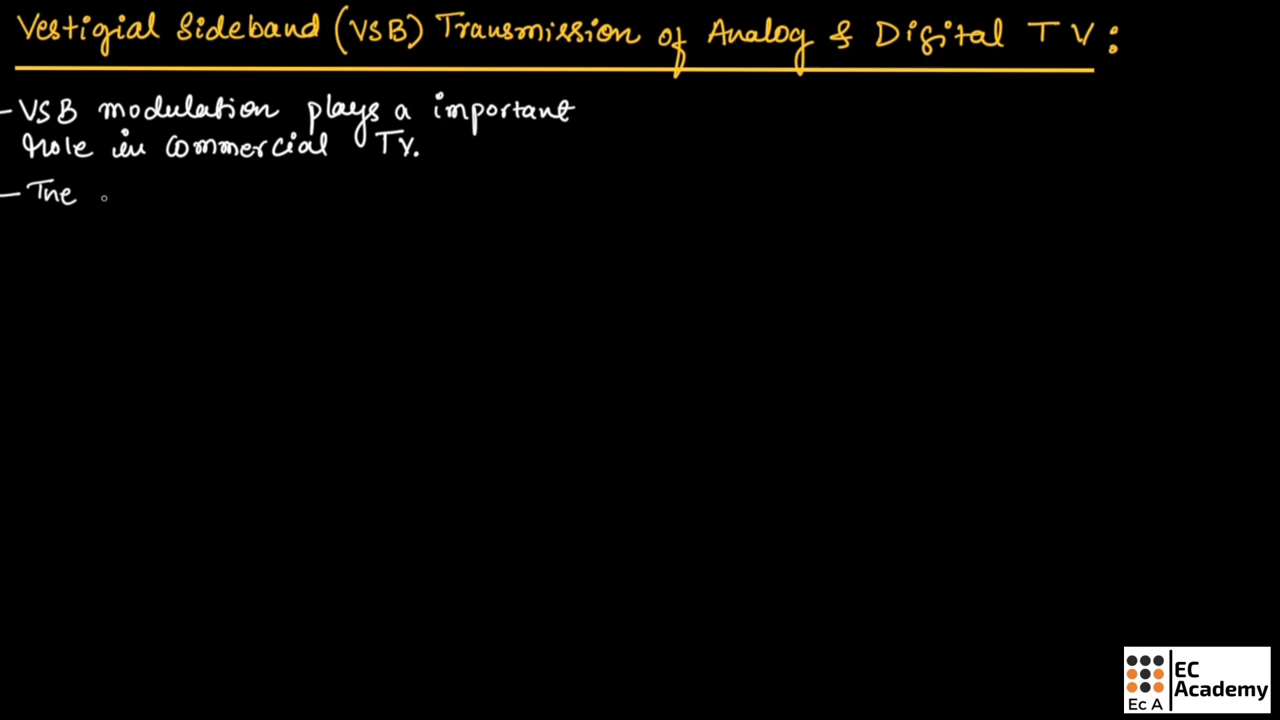 Vestigial Sideband (VSB) Transmission of Analog & Digital TV:
- VSB modulation plays a important
role in commercial TV.
- The
EC
Academy
Ec A